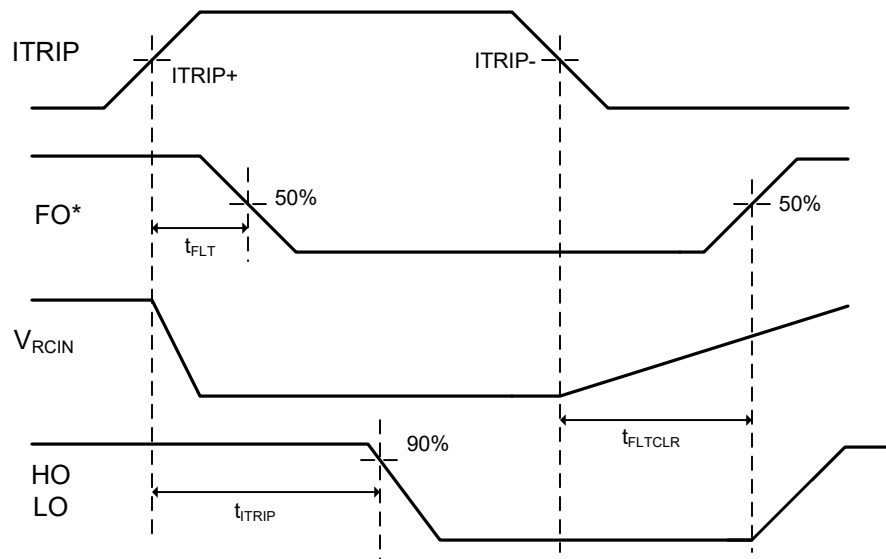 ITRIP
ITRIP+
ITRIP-
FO*
50%
50%
tFLT
VRCIN
tFLTCLR
90%
HO
LO
tITRIP